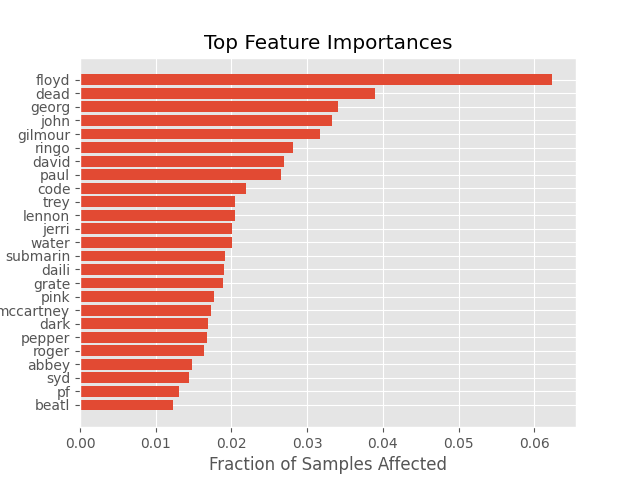 Top Feature Importances
floyd
dead
georg
john
gilmour
ringo
david
paul
code
trey
lennon
jerri
water
submarin
daili
grate
pink
mccartney
dark
pepper
roger
abbey
syd
pf
beatl
0.00 0.01 0.02 0.03 0.04 0.05 0.06
Fraction of Samples Affected